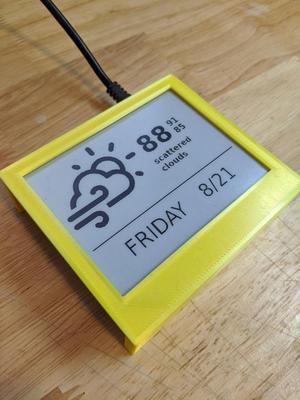 88 91
85
scattered
clouds
FRIDAY 8/21